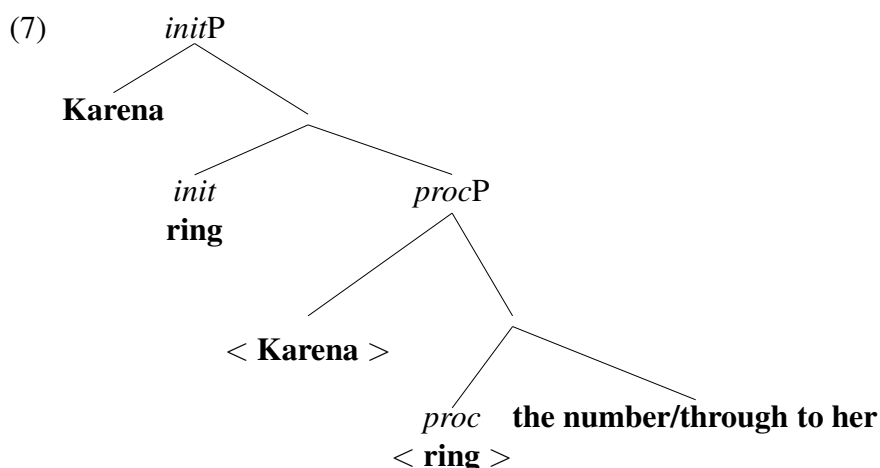 (7) initP
Karena
init procP
ring
< Karena >
proc the number/through to her
< ring >